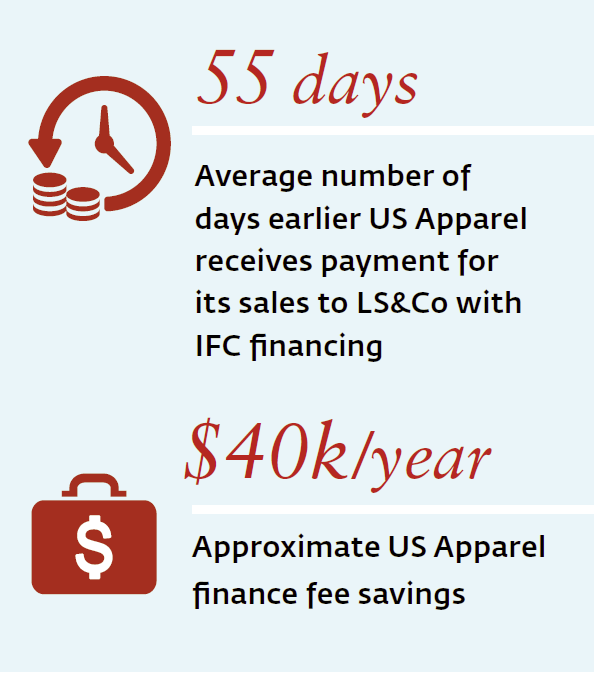 55 days
Average number of
days earlier US Apparel
receives payment for
its sales to LS&Co with
IFC financing
$40k/year
$
Approximate US Apparel
finance fee savings